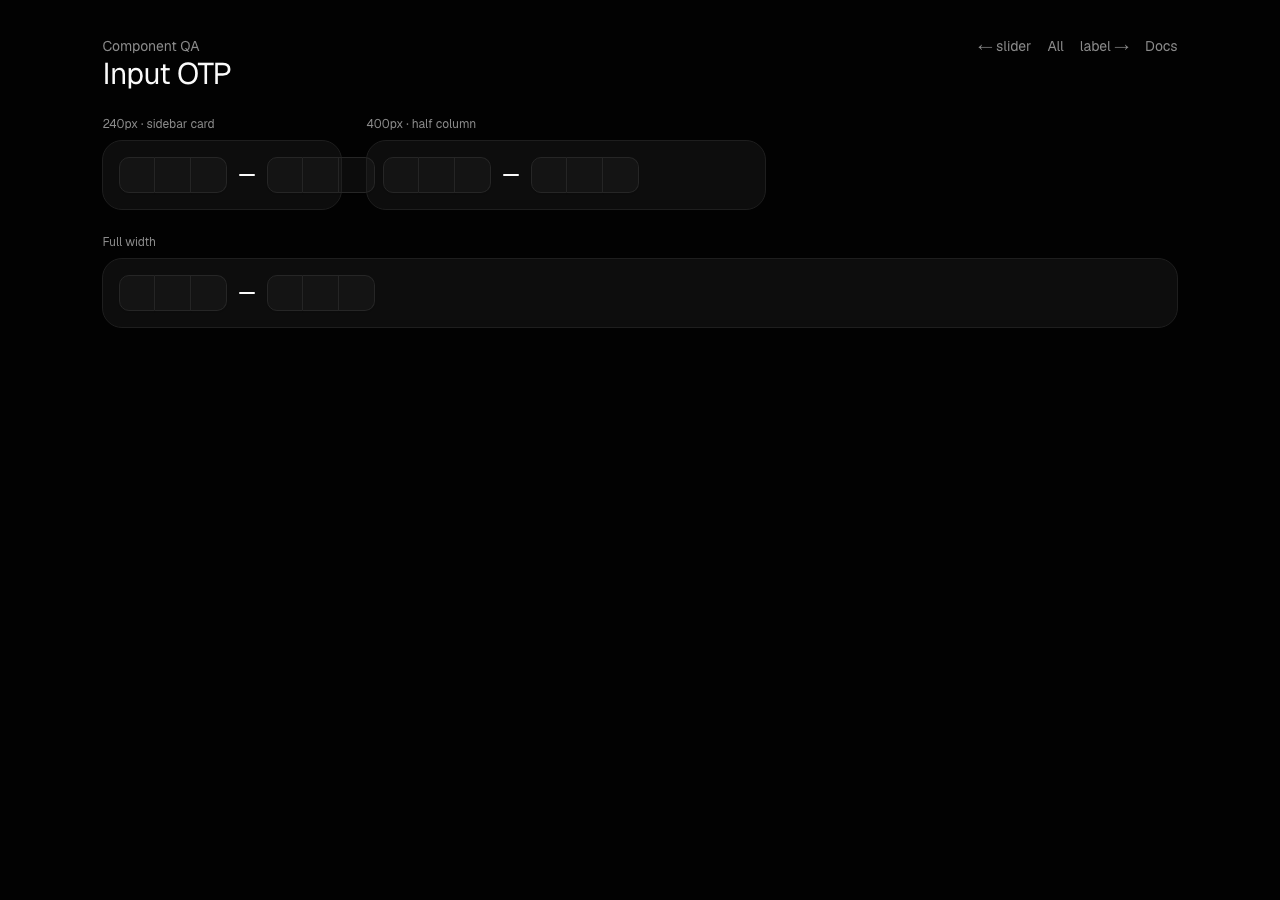 Component QA
Input OTP
← slider All label → Docs
240px · sidebar card
400px · half column
Full width